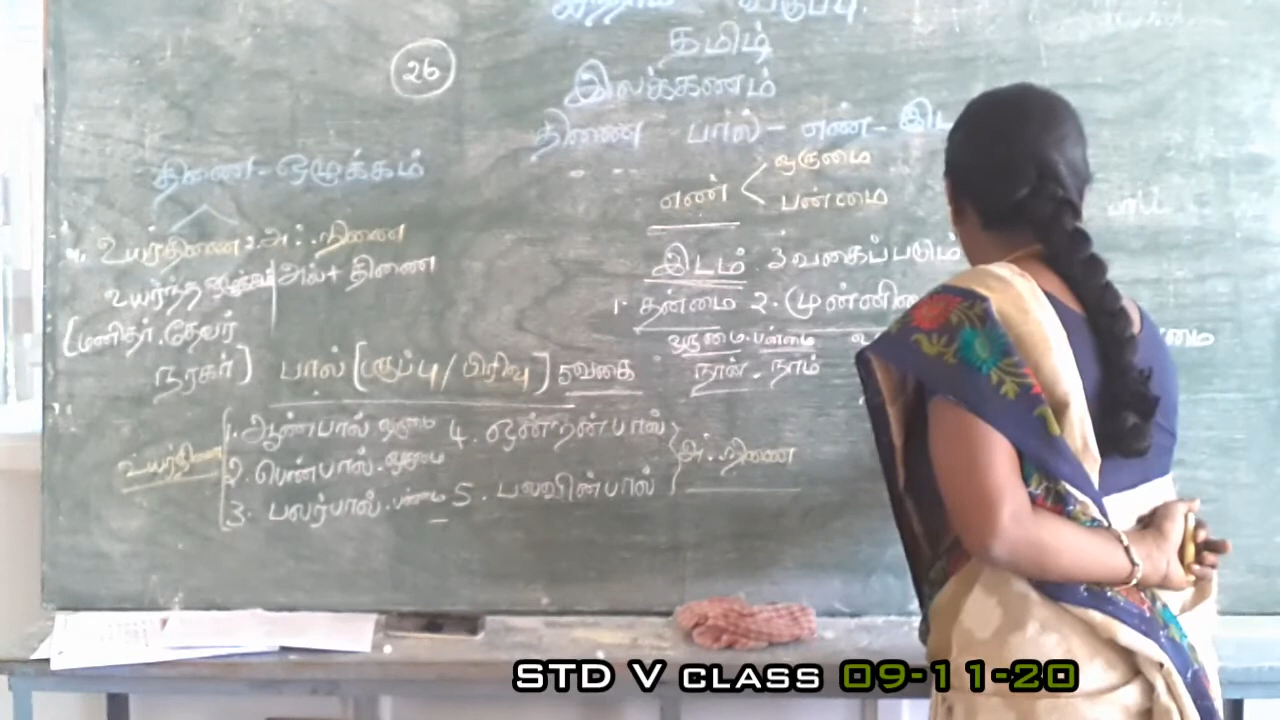 வகுப்பு.
தமிழ்
26
இலக்கணம்
திணை பால் - எண் - இட
திணை - ஒழுக்கம்
எண் ஒருமை
பன்மை
உயர்திணை 2. அஃறிணை
இடம் 3 வகைப்படும்
உயர்ந்த | அல் + திணை
1. தன்மை 2. முன்னி
[மனிதர். தேவர்
ஒருமை. பன்மை
நரகர்]
பால் [பகுப்பு / பிரிவு] 5 வகை
நான். நாம்
உயர்திணை
1. ஆண்பால். ஒருமை 4. ஒன்றன்பால்
2. பெண்பால். ஒருமை
அஃறிணை
3. பலர்பால். பன்மை 5. பலவின்பால்
STD V CLASS 09-11-20